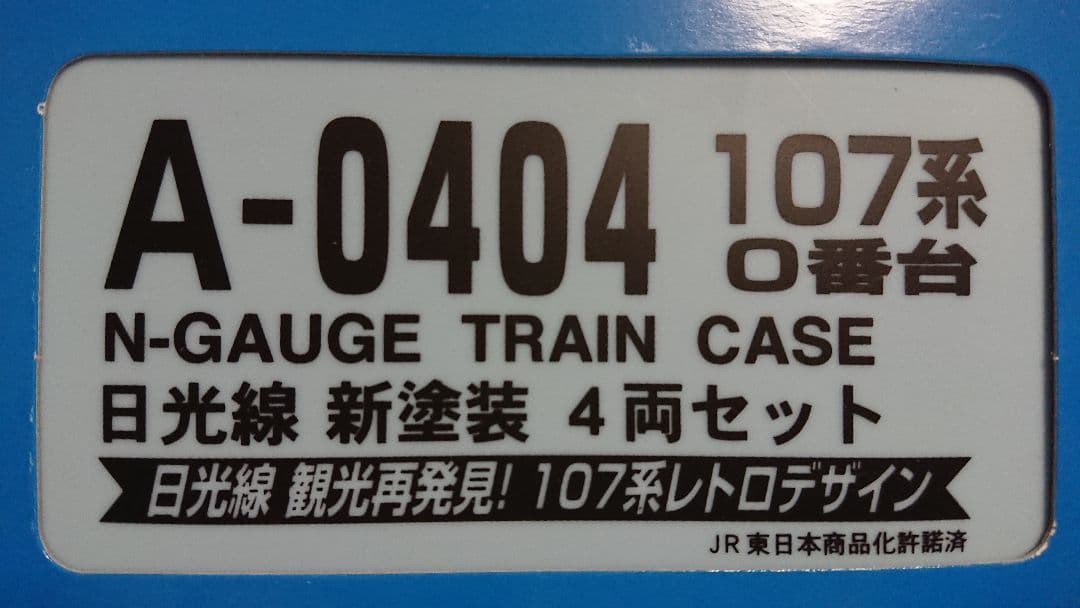 A-0404 107系
0番台
N-GAUGE TRAIN CASE
日光線 新塗装 4両セット
日光線 観光再発見! 107系レトロデザイン
JR東日本商品化許諾済